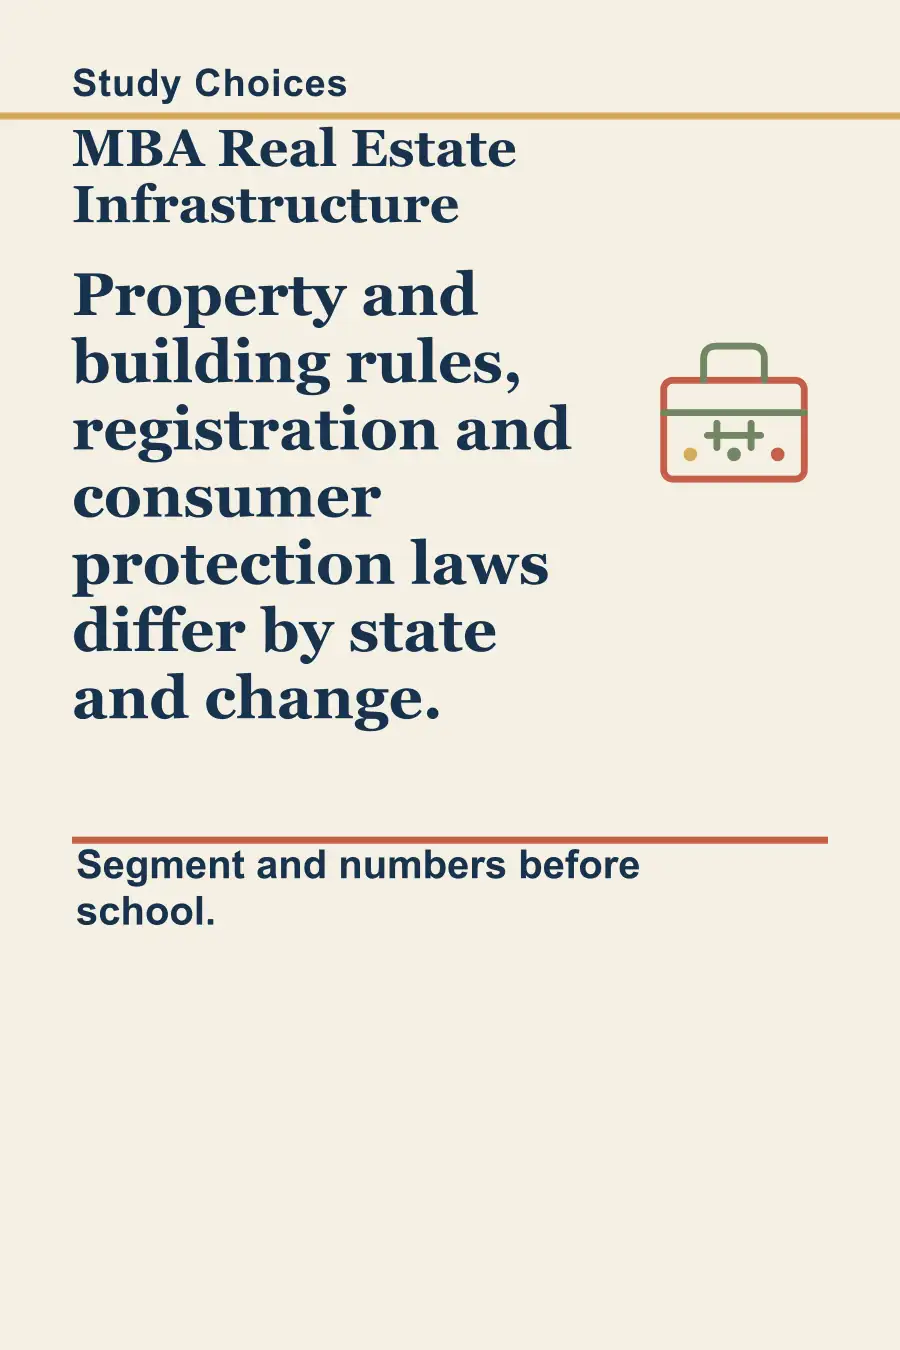 Study Choices
MBA Real Estate
Infrastructure
Property and
building rules,
registration and
consumer
protection laws
differ by state
and change.
Segment and numbers before
school.